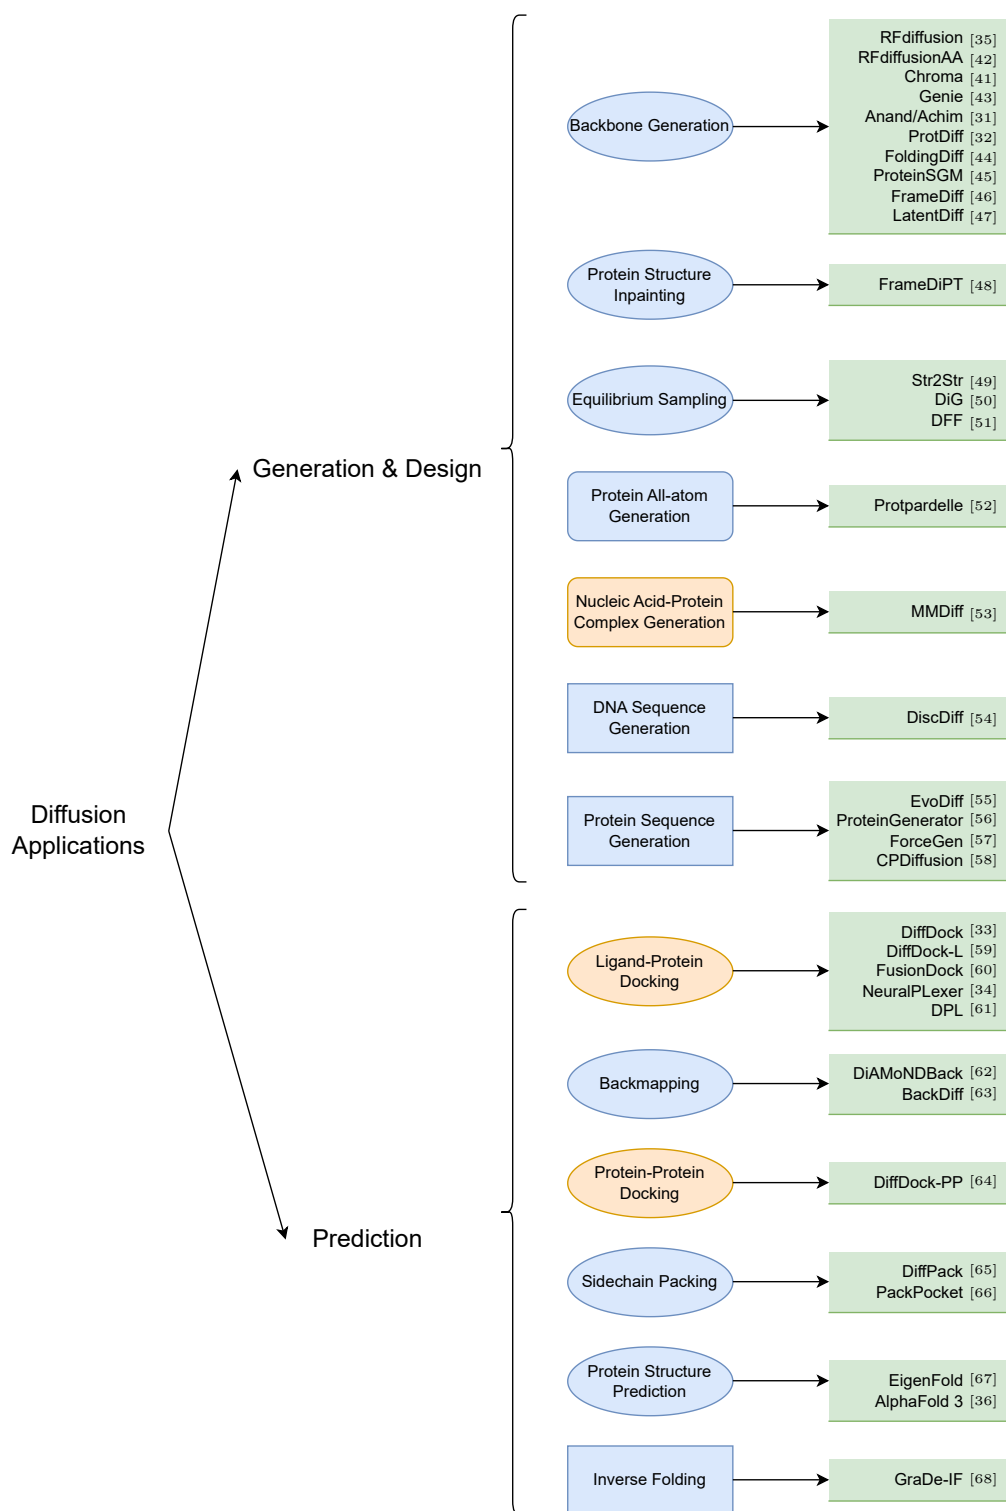 Diffusion
Applications
Generation & Design
Backbone Generation
RFdiffusion [35]
RFdiffusionAA [42]
Chroma [41]
Genie [43]
Anand/Achim [31]
ProtDiff [32]
FoldingDiff [44]
ProteinSGM [45]
FrameDiff [46]
LatentDiff [47]
Protein Structure
Inpainting
FrameDiPT [48]
Equilibrium Sampling
Str2Str [49]
DiG [50]
DFF [51]
Protein All-atom
Generation
Protpardelle [52]
Nucleic Acid-Protein
Complex Generation
MMDiff [53]
DNA Sequence
Generation
DiscDiff [54]
Protein Sequence
Generation
EvoDiff [55]
ProteinGenerator [56]
ForceGen [57]
CPDiffusion [58]
Prediction
Ligand-Protein
Docking
DiffDock [33]
DiffDock-L [59]
FusionDock [60]
NeuralPLexer [34]
DPL [61]
Backmapping
DiAMoNDBack [62]
BackDiff [63]
Protein-Protein
Docking
DiffDock-PP [64]
Sidechain Packing
DiffPack [65]
PackPocket [66]
Protein Structure
Prediction
EigenFold [67]
AlphaFold 3 [36]
Inverse Folding
GraDe-IF [68]